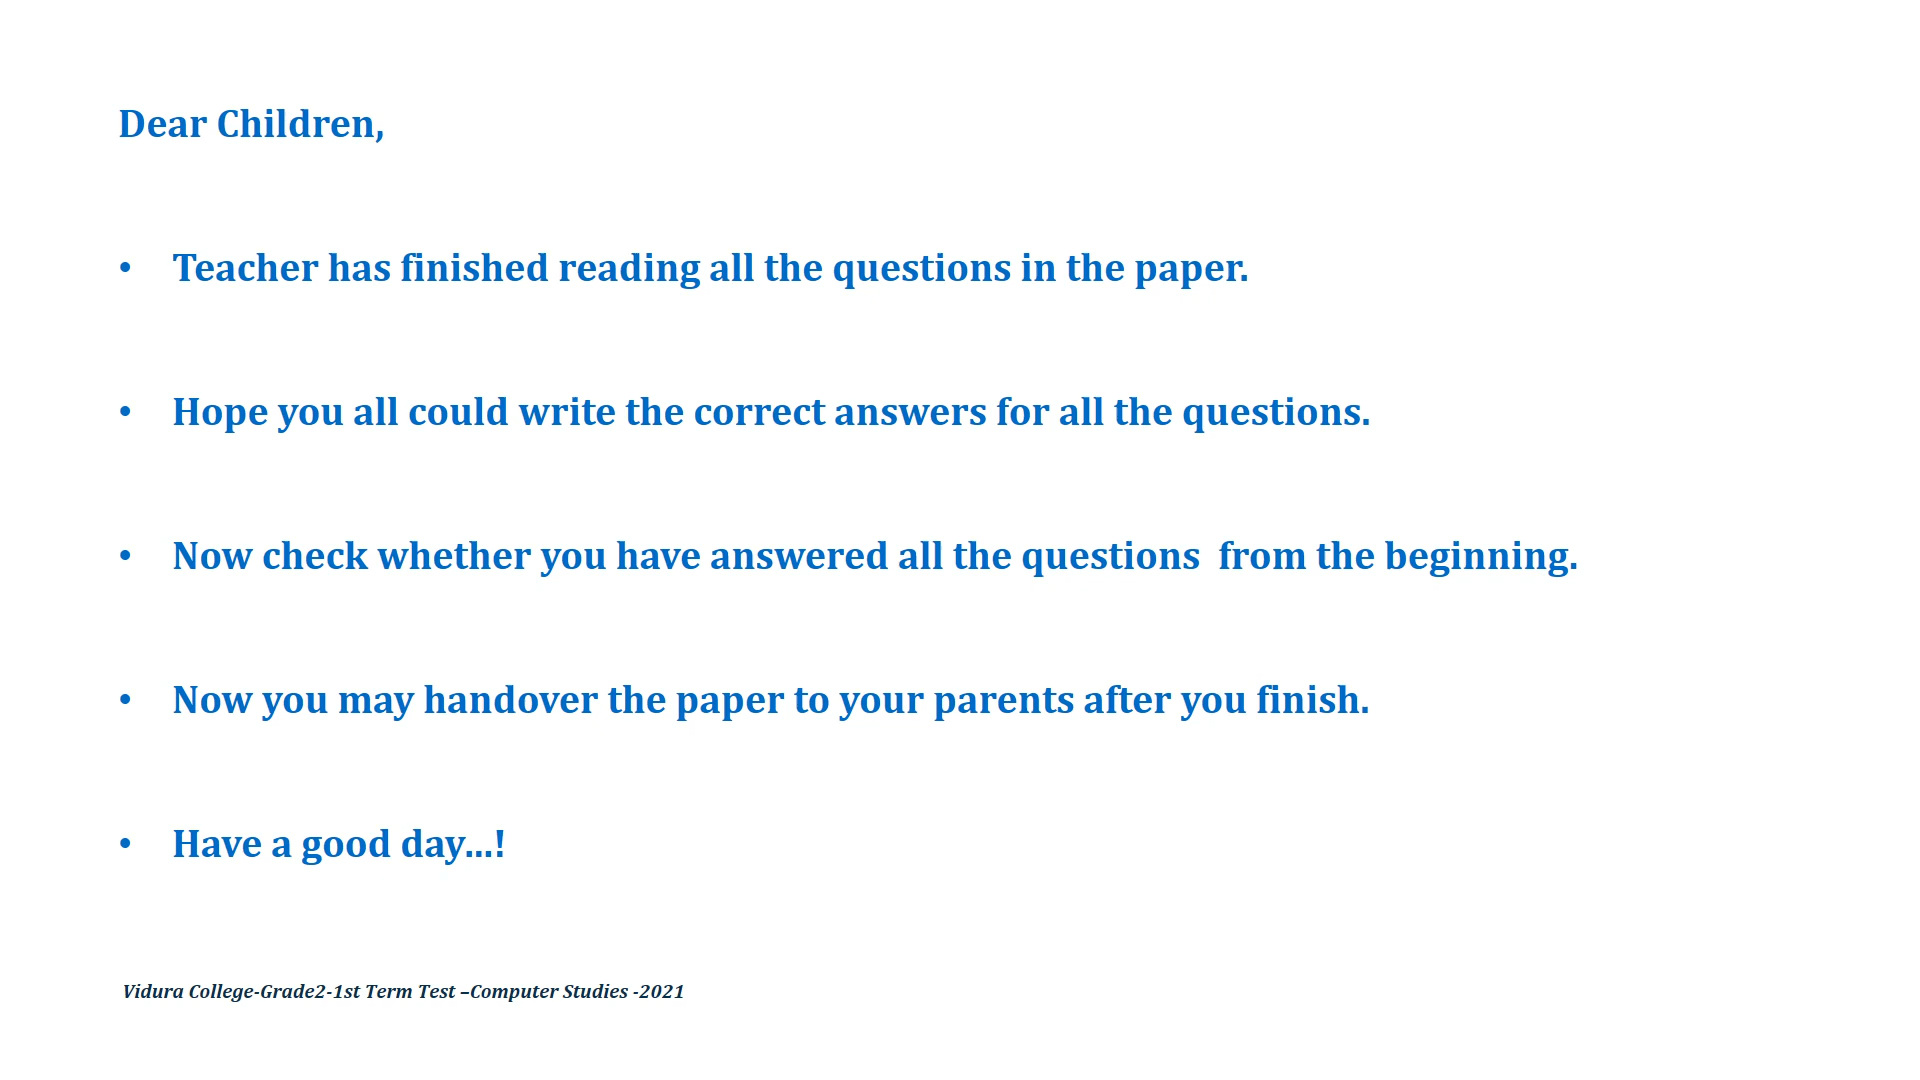 Dear Children,
• Teacher has finished reading all the questions in the paper.
• Hope you all could write the correct answers for all the questions.
• Now check whether you have answered all the questions  from the beginning.
• Now you may handover the paper to your parents after you finish.
• Have a good day...!
Vidura College-Grade2-1st Term Test –Computer Studies -2021